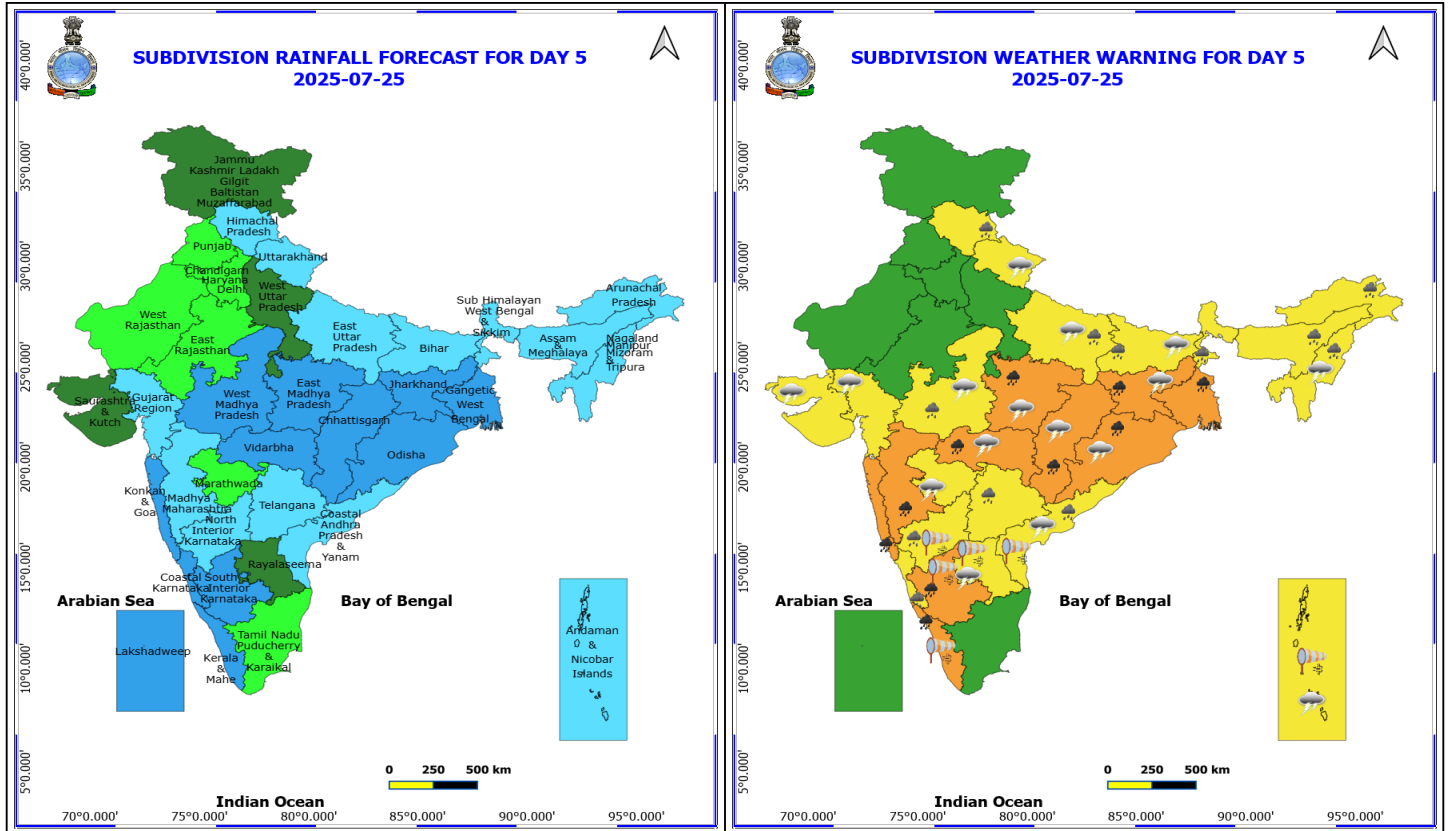 SUBDIVISION RAINFALL FORECAST FOR DAY 5
2025-07-25
40°0.000'
35°0.000'
30°0.000'
25°0.000'
20°0.000'
15°0.000'
10°0.000'
5°0.000'
Jammu
Kashmir Ladakh
Gilgit
Baltistan
Muzaffarabad
Himachal
Pradesh
Punjab
Uttarakhand
Chandigarh
Haryana
Delhi
West
Uttar
Pradesh
West
Rajasthan
East
Rajasthan
East
Uttar
Pradesh
Bihar
Sub Himalayan
West Bengal
&
Sikkim
Arunachal
Pradesh
Assam
&
Meghalaya
Nagaland
Manipur
Mizoram
&
Tripura
Saurashtra
&
Kutch
Gujarat
Region
West
Madhya
Pradesh
East
Madhya
Pradesh
Jharkhand
Gangetic
West
Bengal
Chhattisgarh
Odisha
Vidarbha
Marathwada
Konkan
&
Goa
Madhya
Maharashtra
North
Interior
Karnataka
Telangana
Coastal
Andhra
Pradesh
&
Yanam
Rayalaseema
Coastal
Karnataka
South
Interior
Karnataka
Tamil Nadu
Puducherry
&
Karaikal
Kerala
&
Mahe
Lakshadweep
Andaman
&
Nicobar
Islands
Arabian Sea
Bay of Bengal
0 250 500 km
Indian Ocean
70°0.000' 75°0.000' 80°0.000' 85°0.000' 90°0.000' 95°0.000'
SUBDIVISION WEATHER WARNING FOR DAY 5
2025-07-25
40°0.000'
35°0.000'
30°0.000'
25°0.000'
20°0.000'
15°0.000'
10°0.000'
5°0.000'
Arabian Sea
Bay of Bengal
0 250 500 km
Indian Ocean
70°0.000' 75°0.000' 80°0.000' 85°0.000' 90°0.000' 95°0.000'